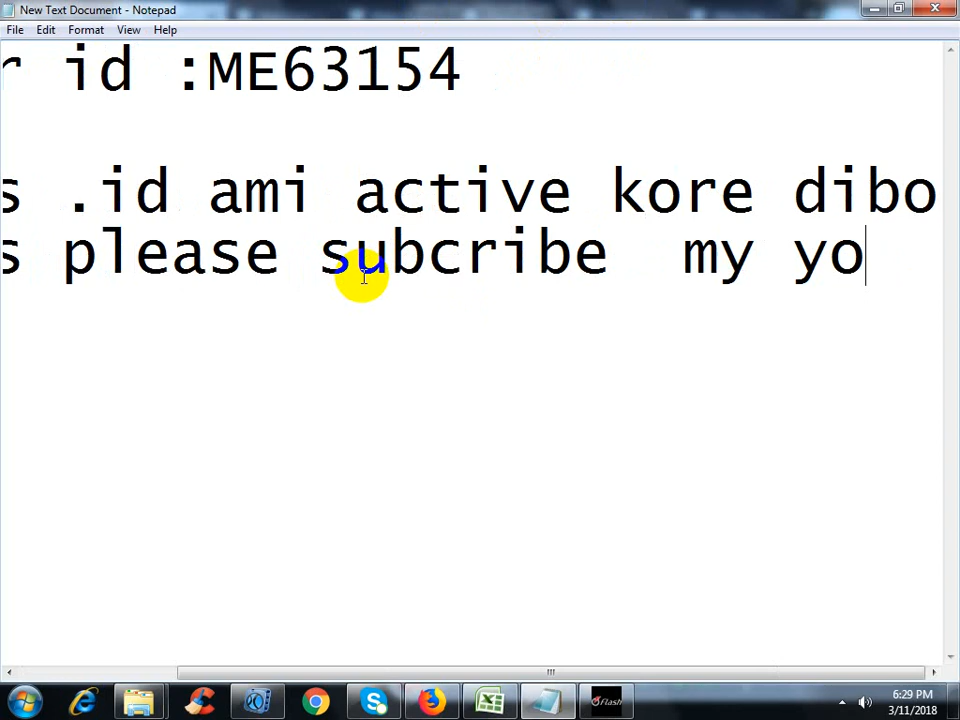 New Text Document - Notepad
File Edit Format View Help
r id :ME63154
s .id ami active kore dibo
s please subcribe my yo
flash
6:29 PM
3/11/2018